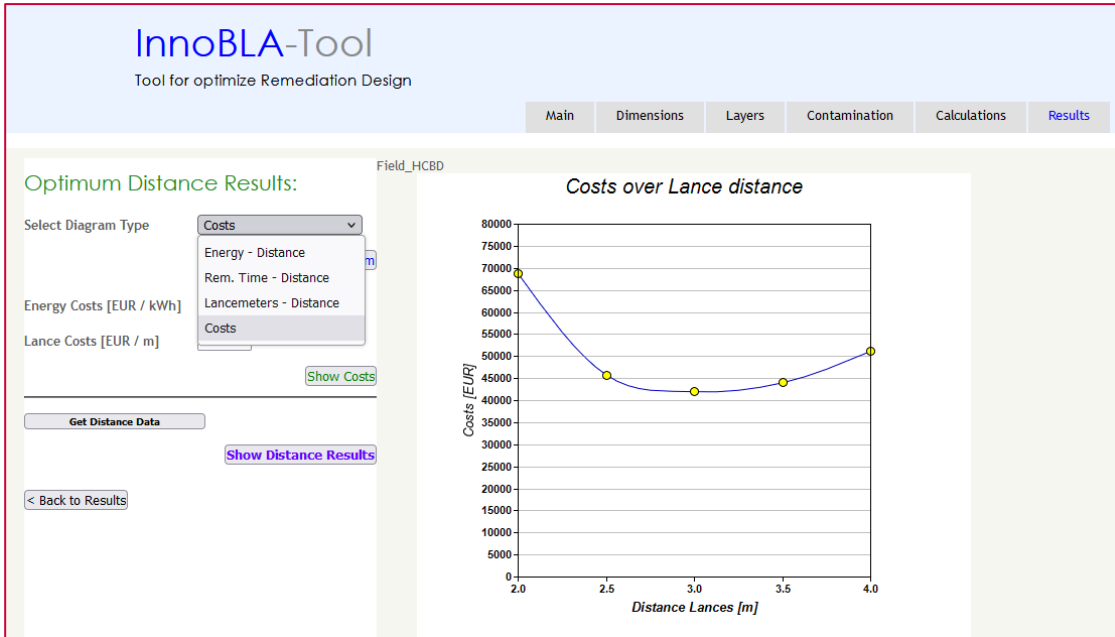 InnoBLA-Tool
Tool for optimize Remediation Design
Main Dimensions Layers Contamination Calculations Results
Field_HCBD
Optimum Distance Results:
Select Diagram Type Costs
Energy - Distance
Rem. Time - Distance
Lancemeters - Distance
Costs
m
Energy Costs [EUR / kWh]
Lance Costs [EUR / m]
Show Costs
Get Distance Data
Show Distance Results
< Back to Results
Costs over Lance distance
Costs [EUR]
80000
75000
70000
65000
60000
55000
50000
45000
40000
35000
30000
25000
20000
15000
10000
5000
0
2.0 2.5 3.0 3.5 4.0
Distance Lances [m]